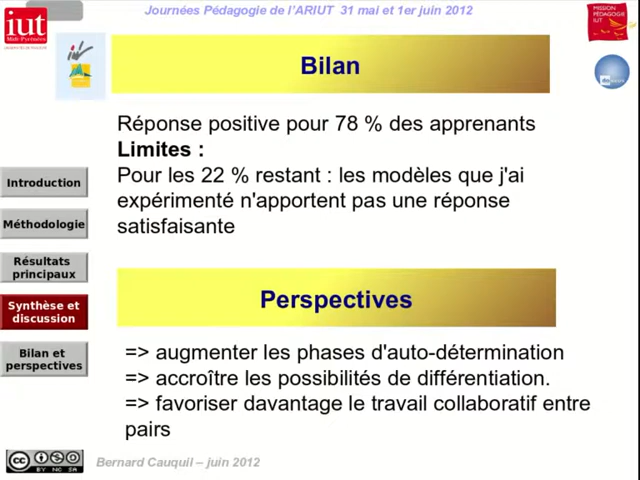 Journées Pédagogie de l'ARIUT 31 mai et 1er juin 2012
iut
Midi-Pyrénées
MISSION
PÉDAGOGIE
IUT
Bilan
Réponse positive pour 78 % des apprenants
Limites :
Pour les 22 % restant : les modèles que j'ai
expérimenté n'apportent pas une réponse
satisfaisante
Introduction
Méthodologie
Résultats
principaux
Synthèse et
discussion
Bilan et
perspectives
Perspectives
=> augmenter les phases d'auto-détermination
=> accroître les possibilités de différentiation.
=> favoriser davantage le travail collaboratif entre
pairs
cc
BY NC SA
Bernard Cauquil – juin 2012